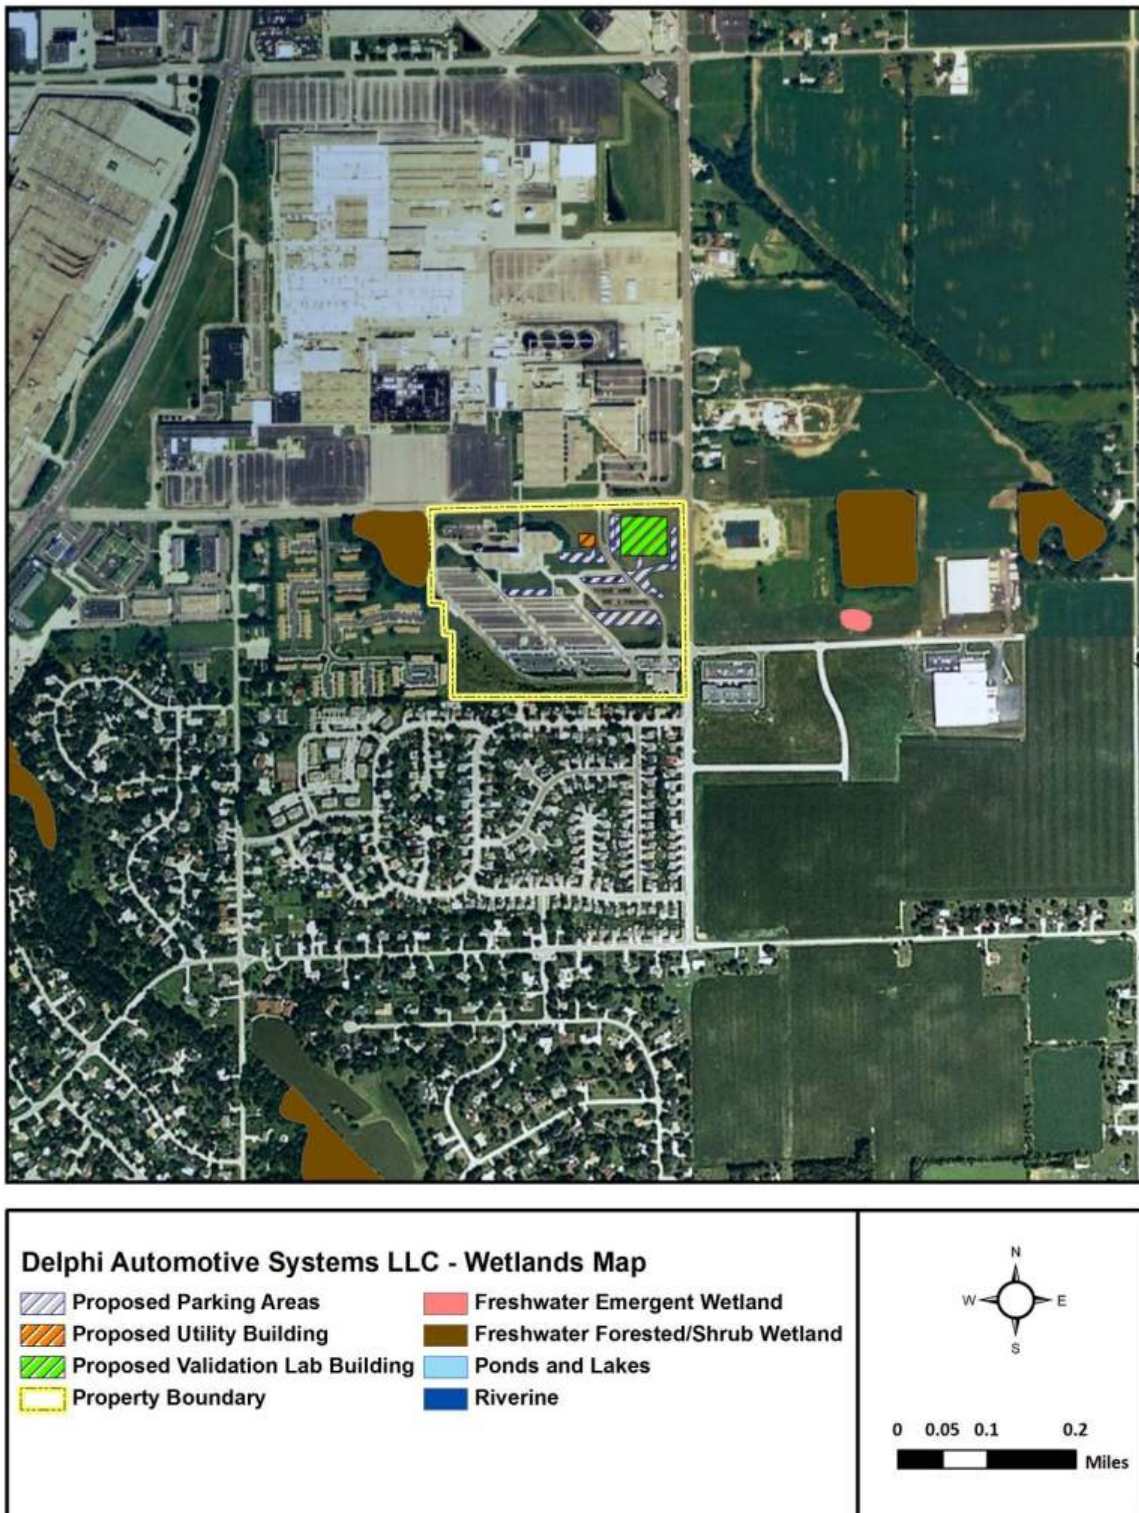 Delphi Automotive Systems LLC - Wetlands Map
Proposed Parking Areas
Proposed Utility Building
Proposed Validation Lab Building
Property Boundary
Freshwater Emergent Wetland
Freshwater Forested/Shrub Wetland
Ponds and Lakes
Riverine
N
W E
S
0 0.05 0.1 0.2
Miles